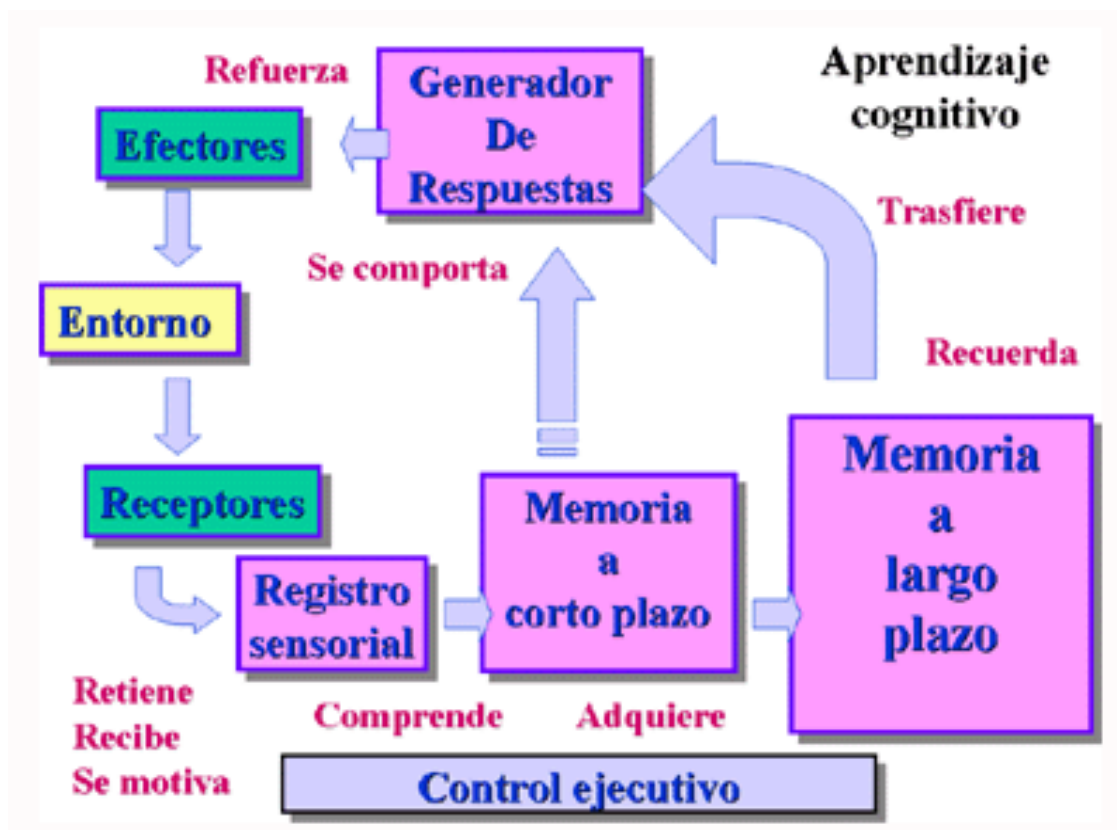 Aprendizaje
cognitivo
Refuerza
Generador
De
Respuestas
Efectores
Trasfiere
Se comporta
Entorno
Recuerda
Receptores
Memoria
a
corto plazo
Memoria
a
largo
plazo
Registro
sensorial
Retiene
Recibe
Se motiva
Comprende
Adquiere
Control ejecutivo